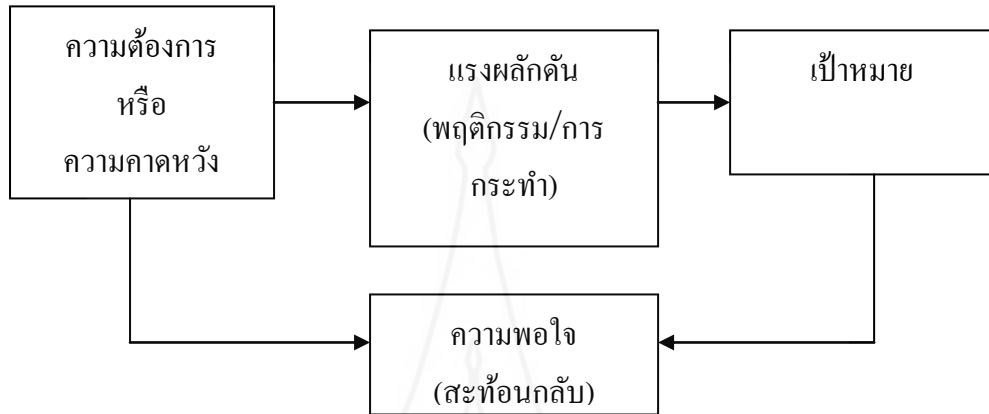 ความต้องการ
หรือ
ความคาดหวัง
แรงผลักดัน
(พฤติกรรม/การ
กระทำ)
เป้าหมาย
ความพอใจ
(สะท้อนกลับ)